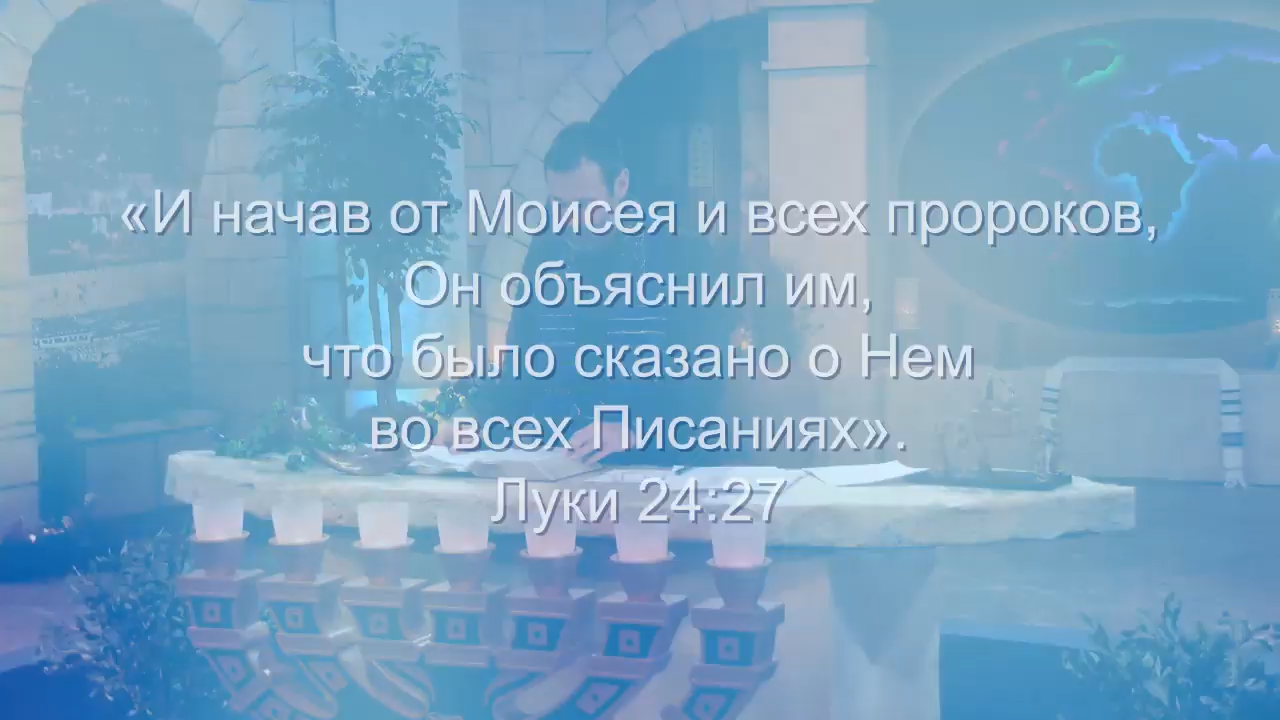 «И начав от Моисея и всех пророков,
Он объяснил им,
что было сказано о Нем
во всех Писаниях».
Луки 24:27